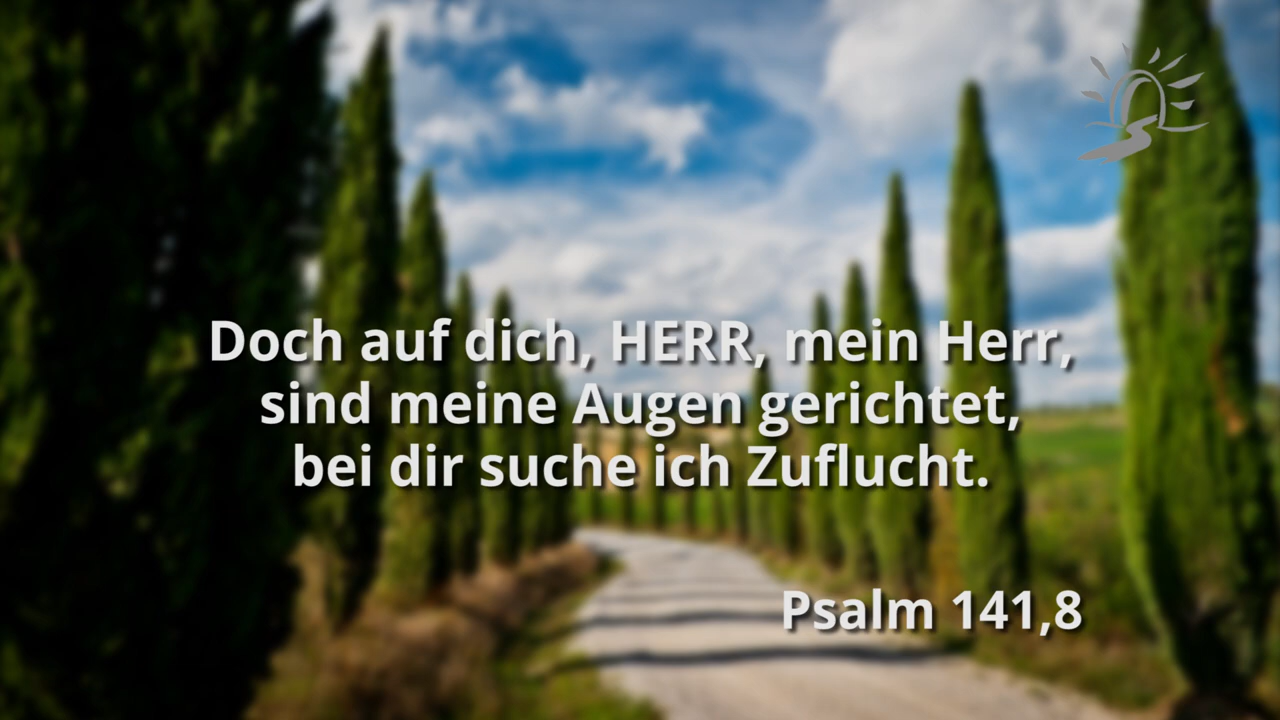 Doch auf dich, HERR, mein Herr,
sind meine Augen gerichtet,
bei dir suche ich Zuflucht.
Psalm 141,8